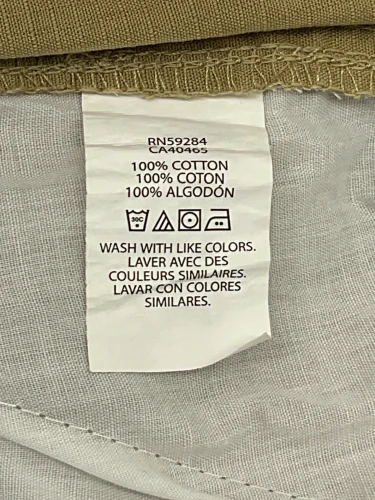 RN59284
CA40465
100% COTTON
100% COTON
100% ALGODÓN
30C
WASH WITH LIKE COLORS.
LAVER AVEC DES
COULEURS SIMILAIRES.
LAVAR CON COLORES
SIMILARES.